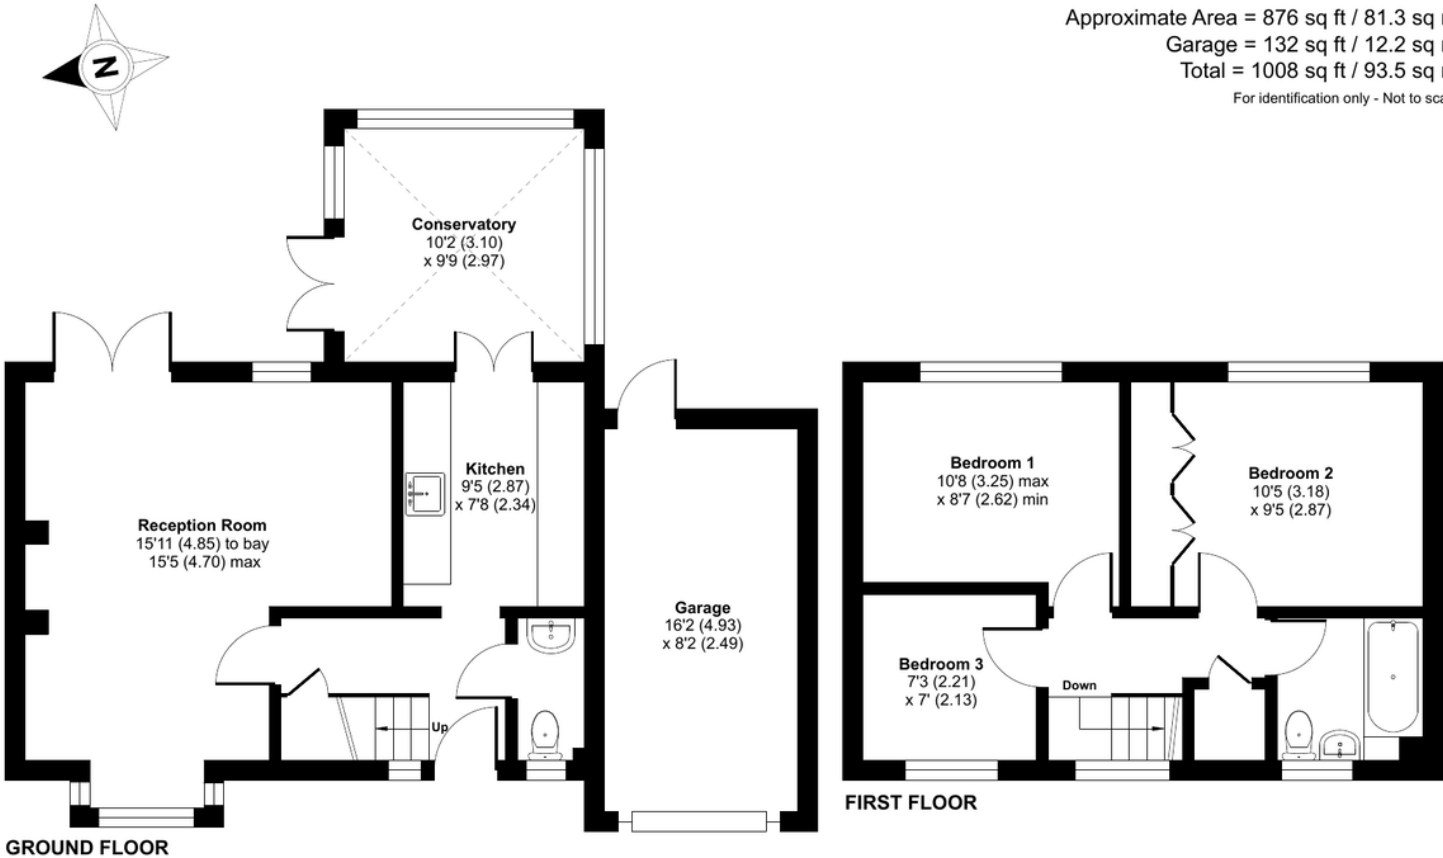 Approximate Area = 876 sq ft / 81.3 sq
Garage = 132 sq ft / 12.2 sq
Total = 1008 sq ft / 93.5 sq
For identification only - Not to
N
Conservatory
10'2 (3.10)
x 9'9 (2.97)
Kitchen
9'5 (2.87)
x 7'8 (2.34)
Reception Room
15'11 (4.85) to bay
15'5 (4.70) max
Garage
16'2 (4.93)
x 8'2 (2.49)
Up
GROUND FLOOR
Bedroom 1
10'8 (3.25) max
x 8'7 (2.62) min
Bedroom 2
10'5 (3.18)
x 9'5 (2.87)
Bedroom 3
7'3 (2.21)
x 7' (2.13)
Down
FIRST FLOOR